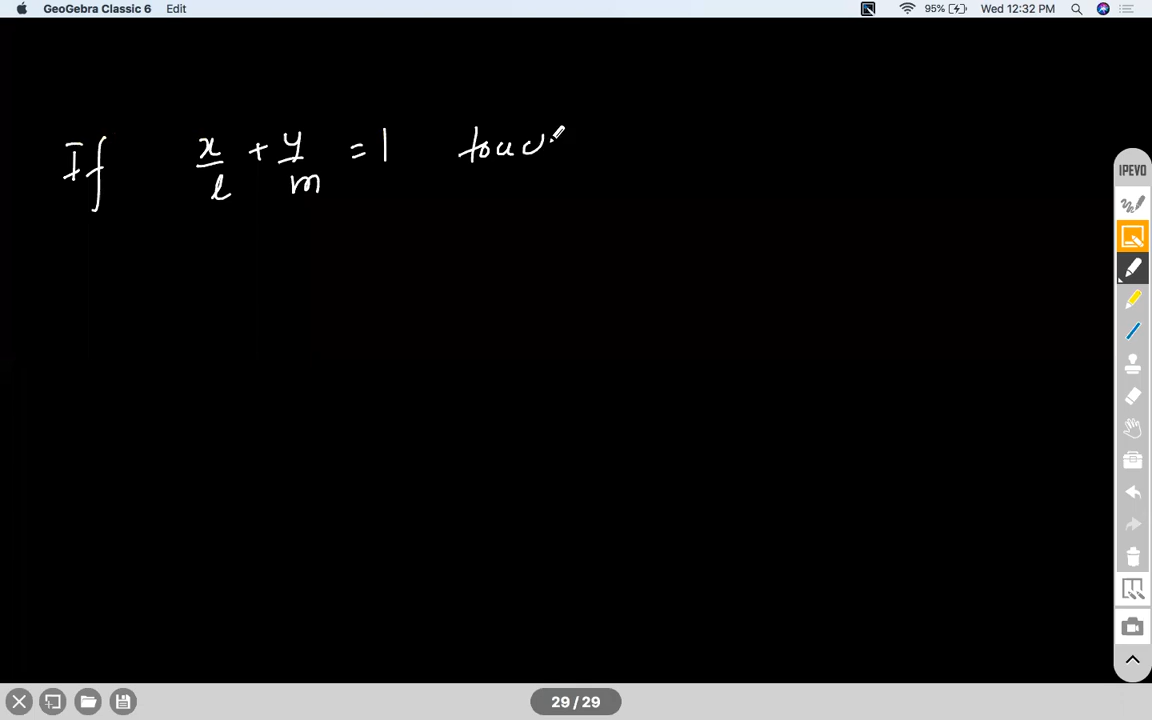 GeoGebra Classic 6 Edit 95% Wed 12:32 PM
If x/l + y/m = 1 touc
IPEVO
29 / 29